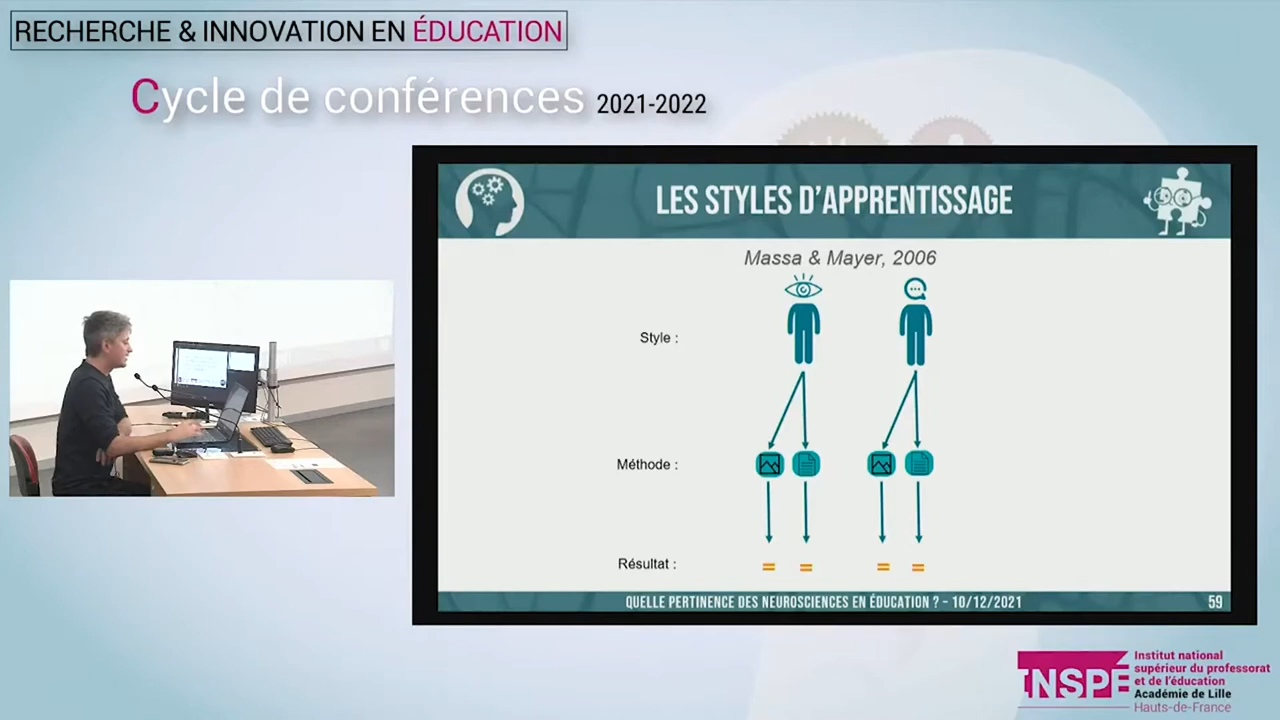 RECHERCHE & INNOVATION EN ÉDUCATION
Cycle de conférences 2021-2022
LES STYLES D'APPRENTISSAGE
Massa & Mayer, 2006
Style :
Méthode :
Résultat :
= = = =
QUELLE PERTINENCE DES NEUROSCIENCES EN ÉDUCATION ? - 10/12/2021
59
INSPÉ
Institut national
supérieur du professorat
et de l'éducation
Académie de Lille
Hauts-de-France